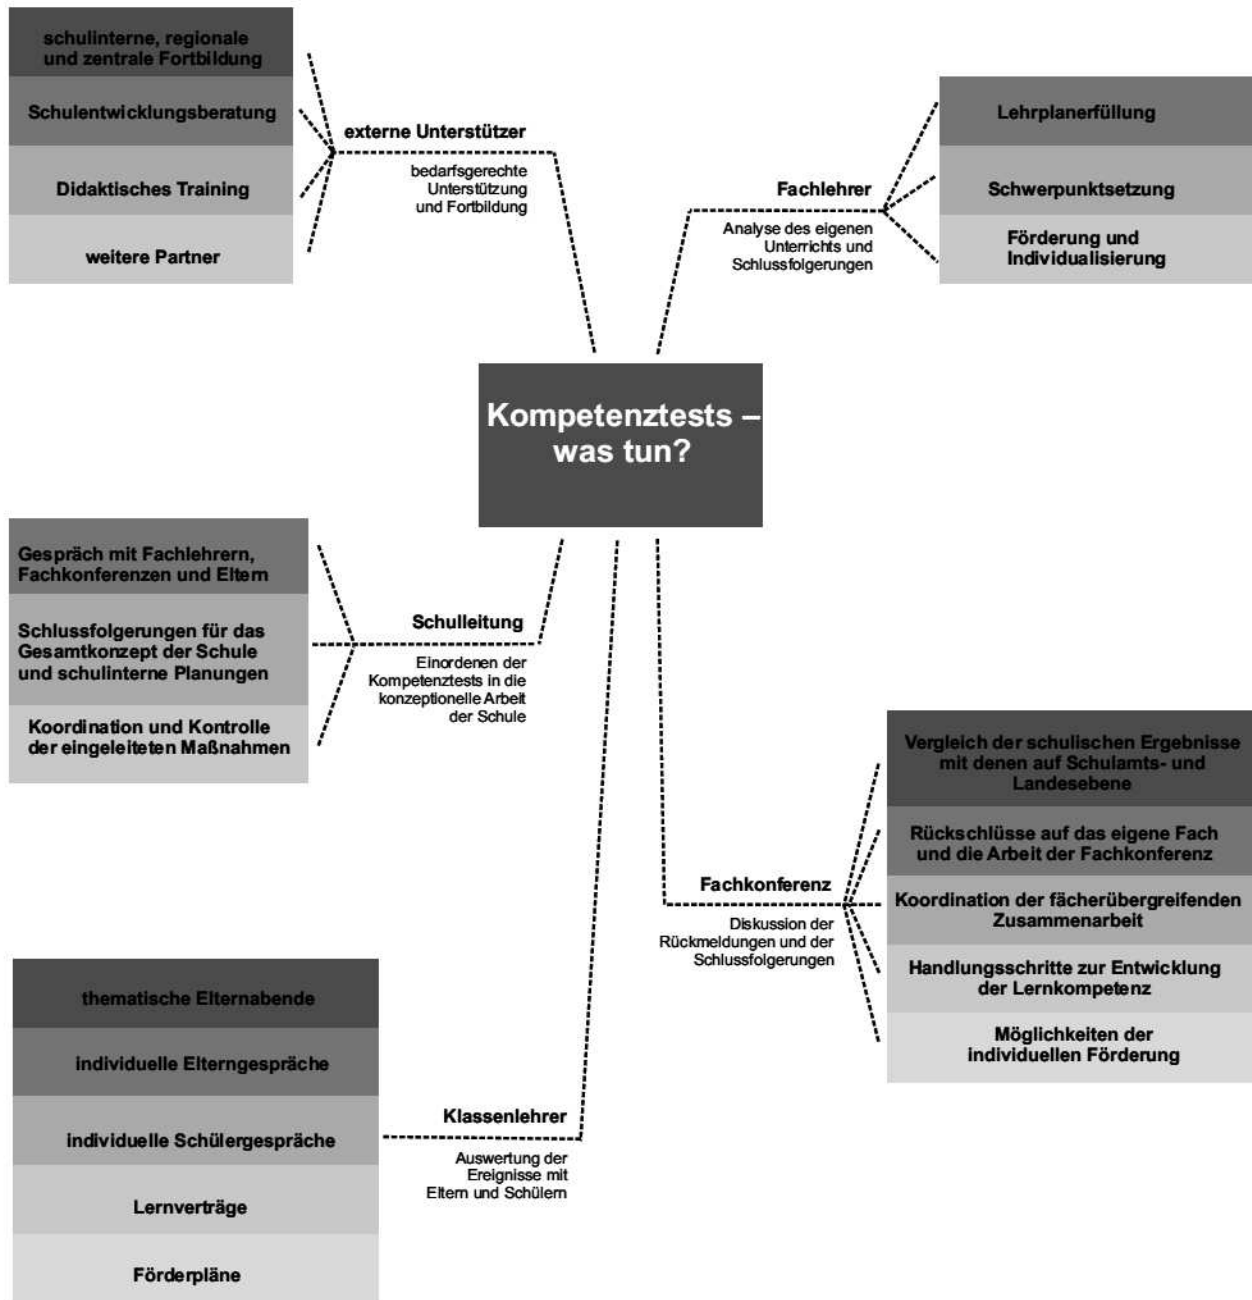 schulinterne, regionale
und zentrale Fortbildung
Schulentwicklungsberatung
Didaktisches Training
weitere Partner
externe Unterstützer
bedarfsgerechte
Unterstützung
und Fortbildung
Fachlehrer
Analyse des eigenen
Unterrichts und
Schlussfolgerungen
Lehrplanerfüllung
Schwerpunktsetzung
Förderung und
Individualisierung
Kompetenztests –
was tun?
Gespräch mit Fachlehrern,
Fachkonferenzen und Eltern
Schlussfolgerungen für das
Gesamtkonzept der Schule
und schulinterne Planungen
Koordination und Kontrolle
der eingeleiteten Maßnahmen
Schulleitung
Einordenen der
Kompetenztests in die
konzeptionelle Arbeit
der Schule
Fachkonferenz
Diskussion der
Rückmeldungen und der
Schlussfolgerungen
Vergleich der schulischen Ergebnisse
mit denen auf Schulamts- und
Landesebene
Rückschlüsse auf das eigene Fach
und die Arbeit der Fachkonferenz
Koordination der fächerübergreifenden
Zusammenarbeit
Handlungsschritte zur Entwicklung
der Lernkompetenz
Möglichkeiten der
individuellen Förderung
thematische Elternabende
individuelle Elterngespräche
individuelle Schülergespräche
Lernverträge
Förderpläne
Klassenlehrer
Auswertung der
Ereignisse mit
Eltern und Schülern